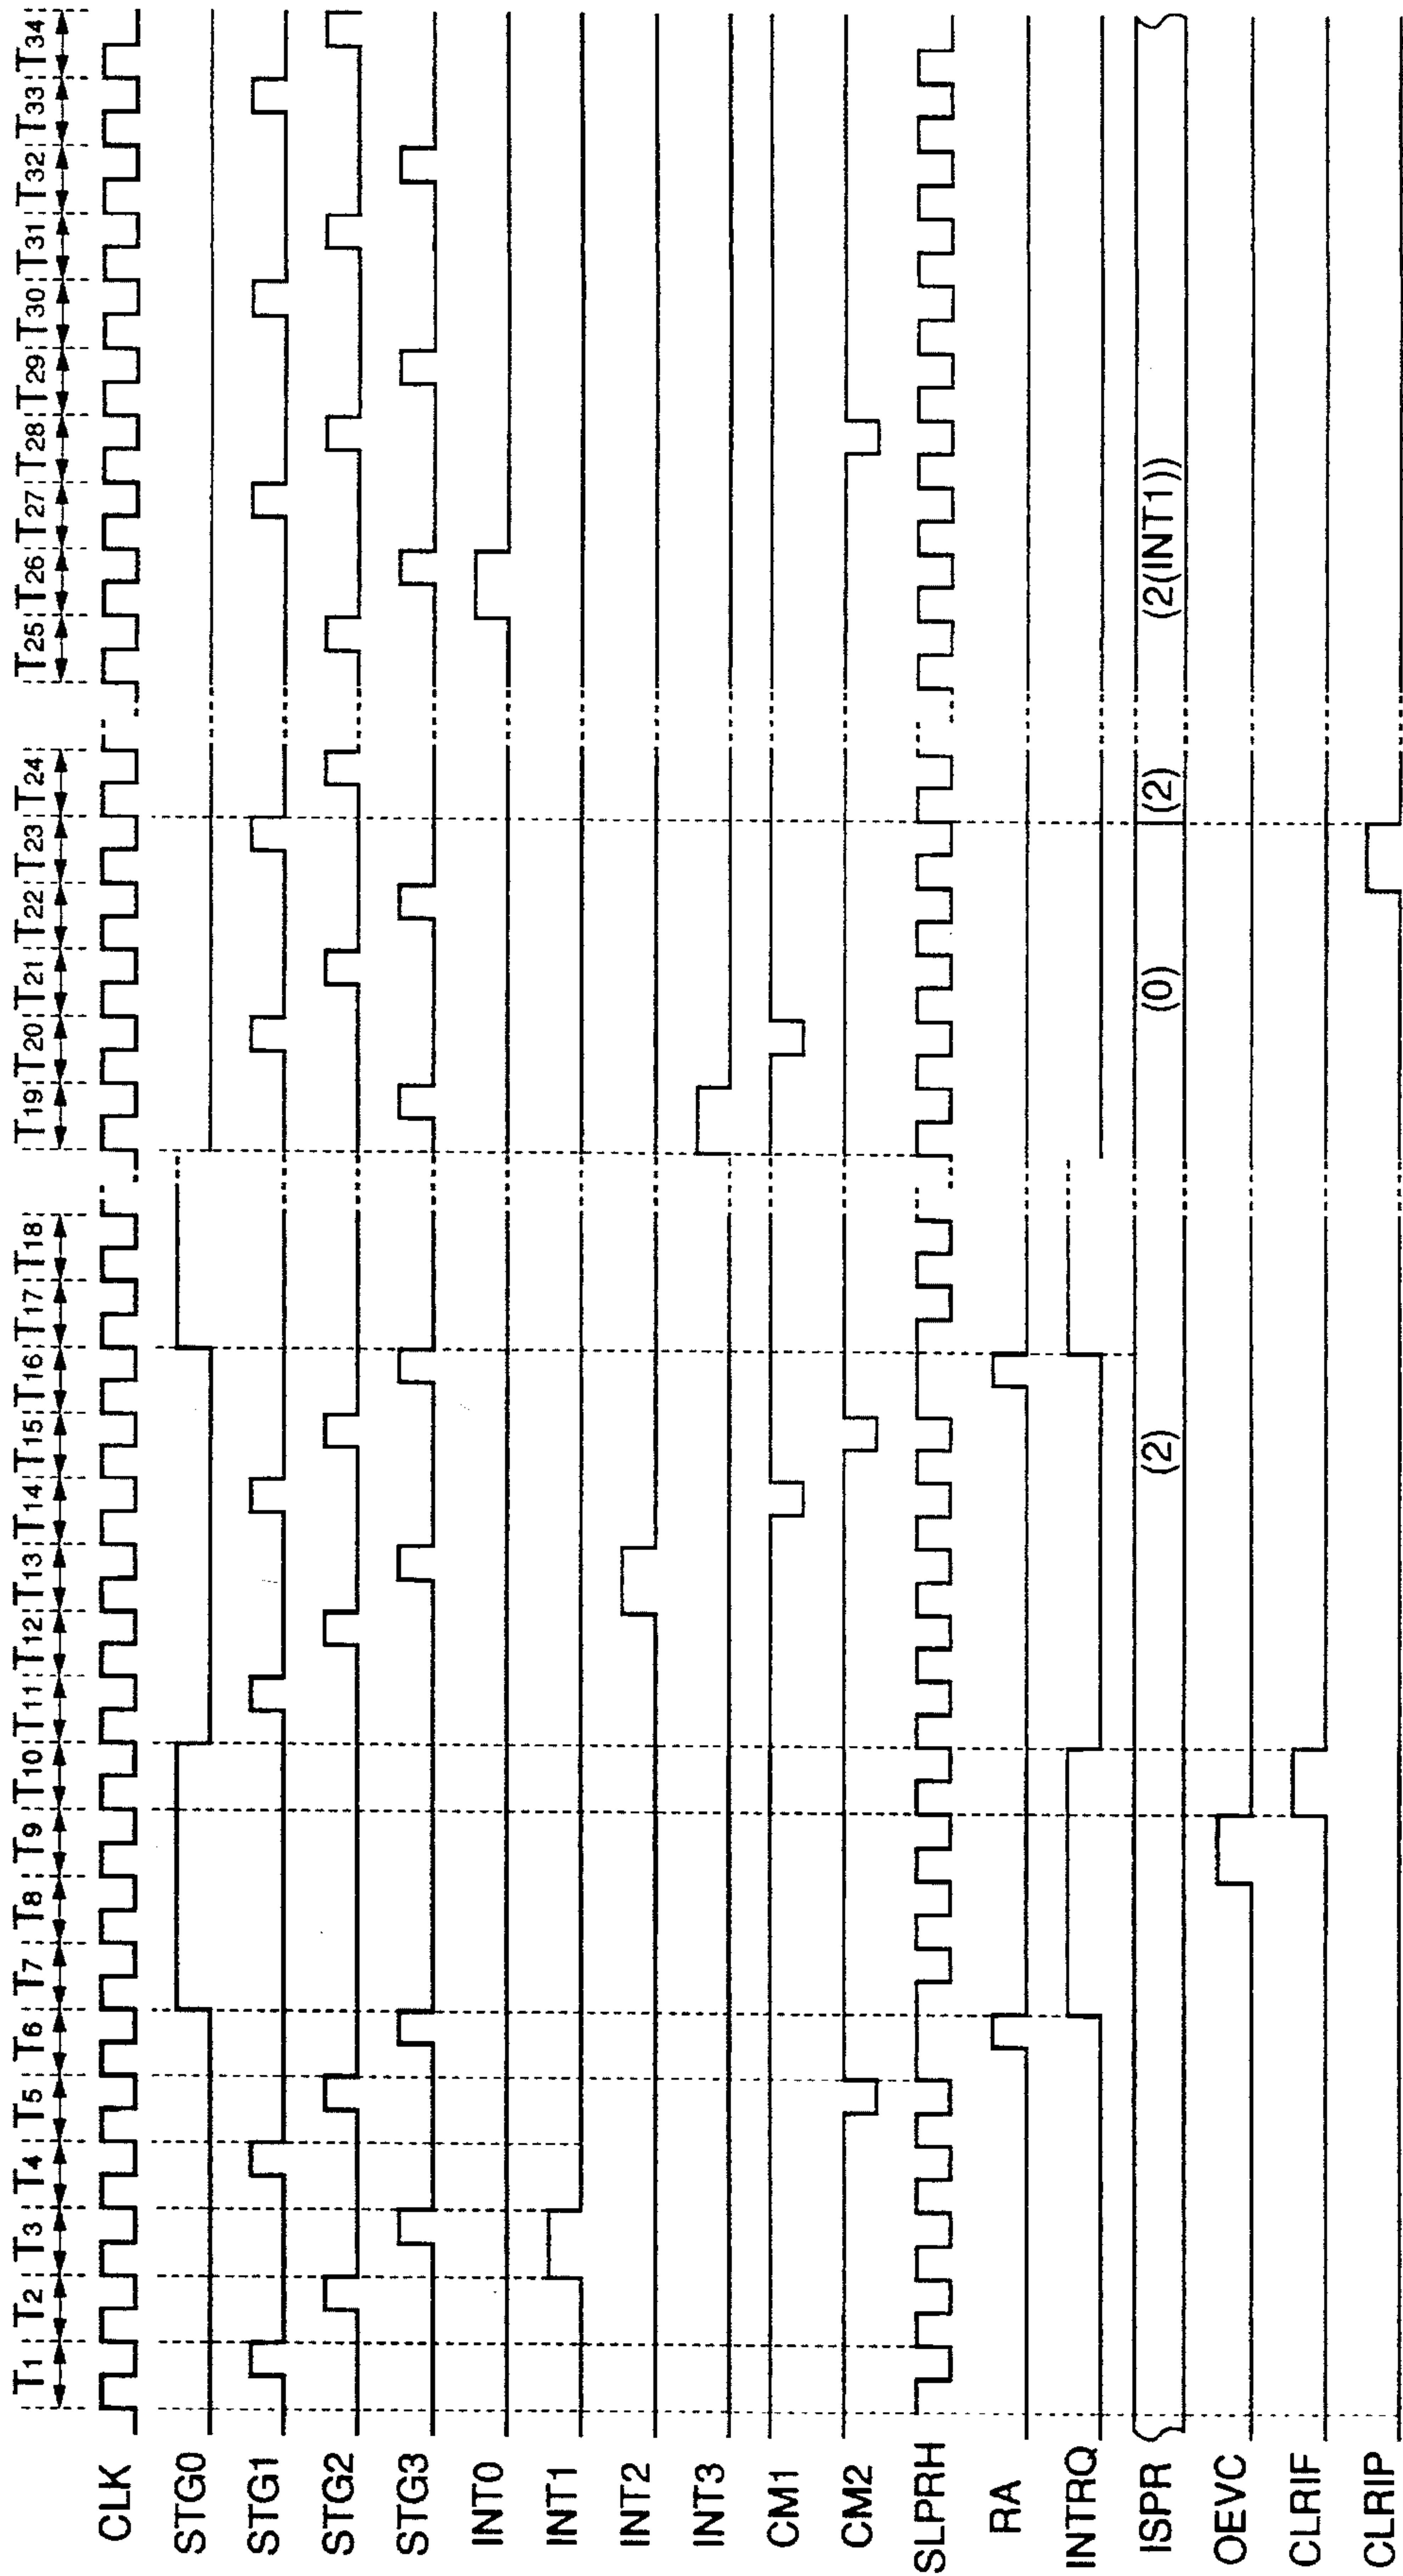 T1 T2 T3 T4 T5 T6 T7 T8 T9 T10 T11 T12 T13 T14 T15 T16 T17 T18 T19 T20 T21 T22 T23 T24 T25 T26 T27 T28 T29 T30 T31 T32 T33 T34
CLK
STG0
STG1
STG2
STG3
INT0
INT1
INT2
INT3
CM1
CM2
SLPRH
RA
INTRQ
ISPR (2) (0) (2) (2(INT1))
OEVC
CLRIF
CLRIP